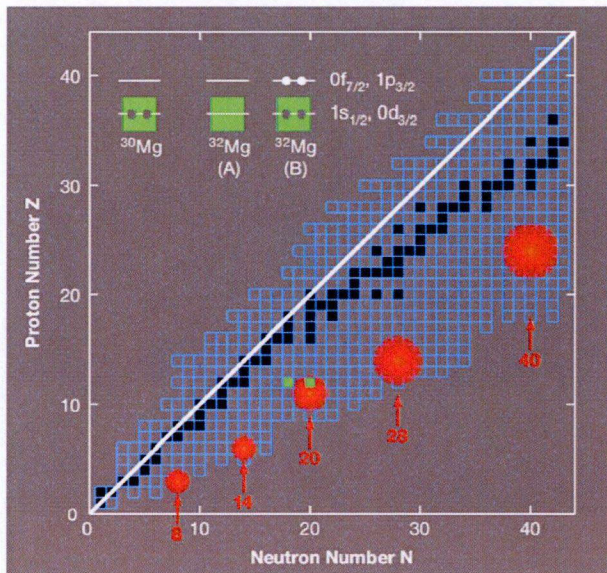 40
30
20
10
0
Proton Number Z
0f7/2, 1p3/2
1s1/2, 0d3/2
30Mg
32Mg
(A)
32Mg
(B)
8
14
20
28
40
0
10
20
30
40
Neutron Number N